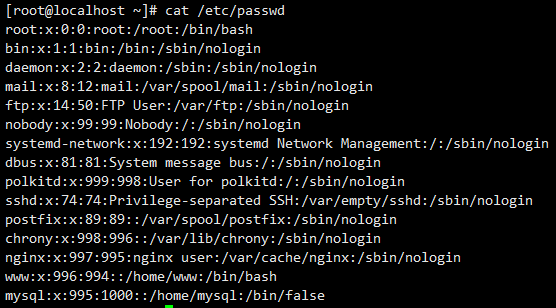 [root@localhost ~]# cat /etc/passwd
root:x:0:0:root:/root:/bin/bash
bin:x:1:1:bin:/bin:/sbin/nologin
daemon:x:2:2:daemon:/sbin:/sbin/nologin
mail:x:8:12:mail:/var/spool/mail:/sbin/nologin
ftp:x:14:50:FTP User:/var/ftp:/sbin/nologin
nobody:x:99:99:Nobody:/:/sbin/nologin
systemd-network:x:192:192:systemd Network Management:/:/sbin/nologin
dbus:x:81:81:System message bus:/:/sbin/nologin
polkitd:x:999:998:User for polkitd:/:/sbin/nologin
sshd:x:74:74:Privilege-separated SSH:/var/empty/sshd:/sbin/nologin
postfix:x:89:89::/var/spool/postfix:/sbin/nologin
chrony:x:998:996::/var/lib/chrony:/sbin/nologin
nginx:x:997:995:nginx user:/var/cache/nginx:/sbin/nologin
www:x:996:994::/home/www:/bin/bash
mysql:x:995:1000::/home/mysql:/bin/false